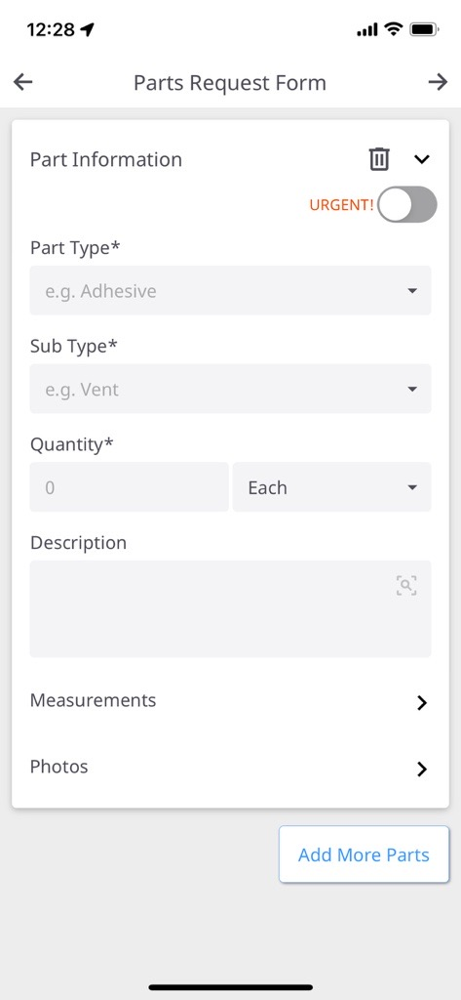 12:28
Parts Request Form
Part Information
URGENT!
Part Type*
e.g. Adhesive
Sub Type*
e.g. Vent
Quantity*
0 Each
Description
Measurements
Photos
Add More Parts